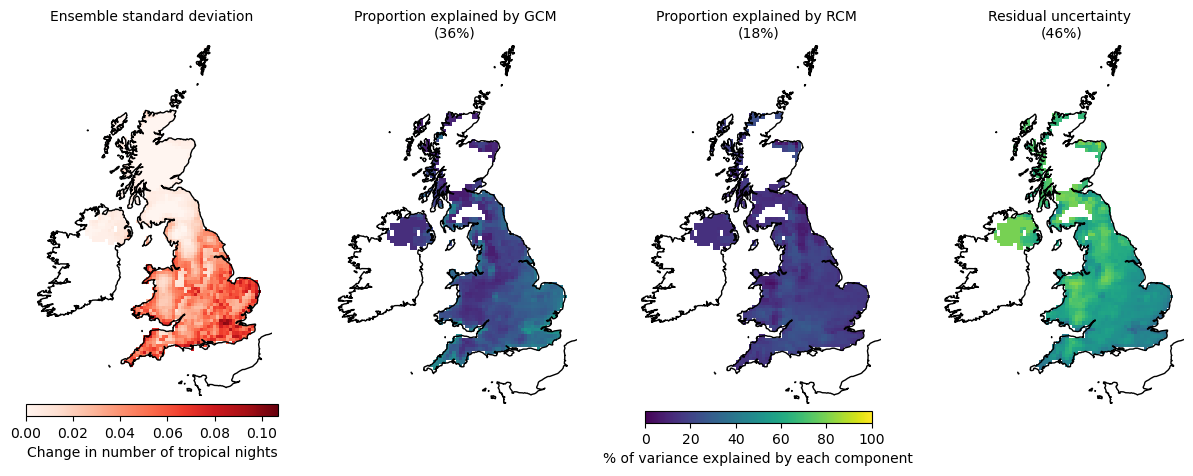 Ensemble standard deviation
Proportion explained by GCM
(36%)
Proportion explained by RCM
(18%)
Residual uncertainty
(46%)
0.00 0.02 0.04 0.06 0.08 0.10
Change in number of tropical nights
0 20 40 60 80 100
% of variance explained by each component